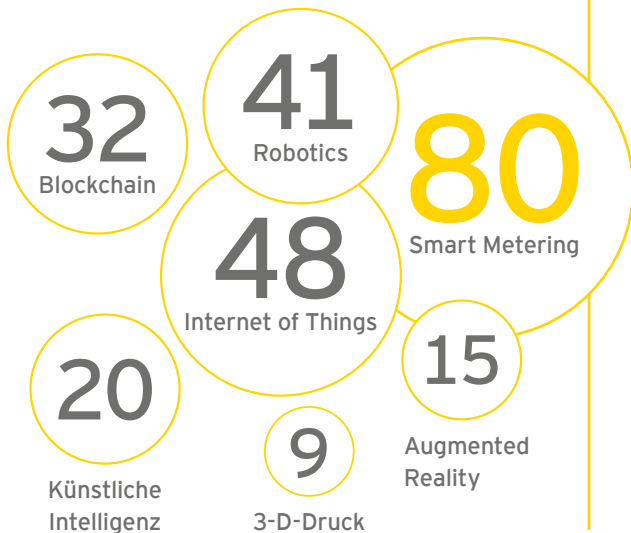 41
Robotics
32
Blockchain
80
Smart Metering
48
Internet of Things
15
Augmented
Reality
20
Künstliche
Intelligenz
9
3-D-Druck